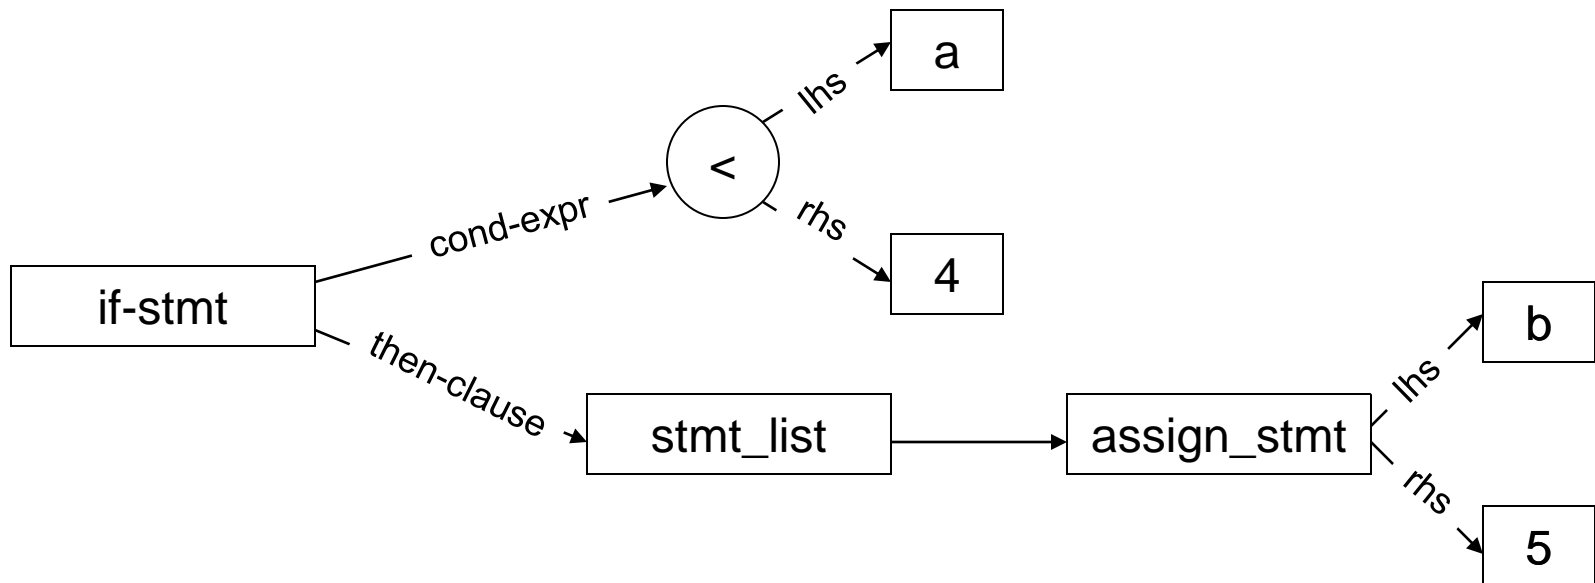 a
lhs
<
cond-expr
rhs
4
if-stmt
b
then-clause
lhs
stmt_list
assign_stmt
rhs
5